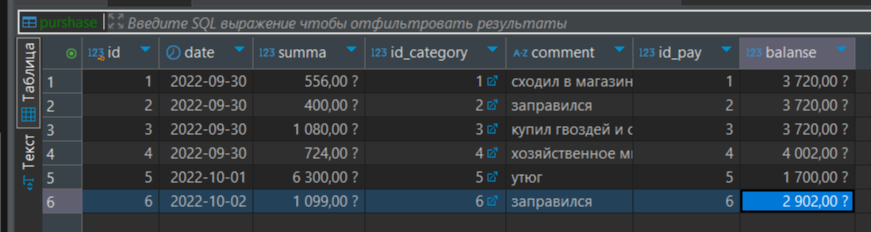 purshase Введите SQL выражение чтобы отфильтровать результаты
Таблица
Текст
123 id date 123 summa 123 id_category A-Z comment 123 id_pay 123 balanse
1 1 2022-09-30 556,00 ? 1 сходил в магазин 1 3 720,00 ?
2 2 2022-09-30 400,00 ? 2 заправился 2 3 720,00 ?
3 3 2022-09-30 1 080,00 ? 3 купил гвоздей и с 3 3 720,00 ?
4 4 2022-09-30 724,00 ? 4 хозяйственное 4 4 002,00 ?
5 5 2022-10-01 6 300,00 ? 5 утюг 5 1 700,00 ?
6 6 2022-10-02 1 099,00 ? 6 заправился 6 2 902,00 ?